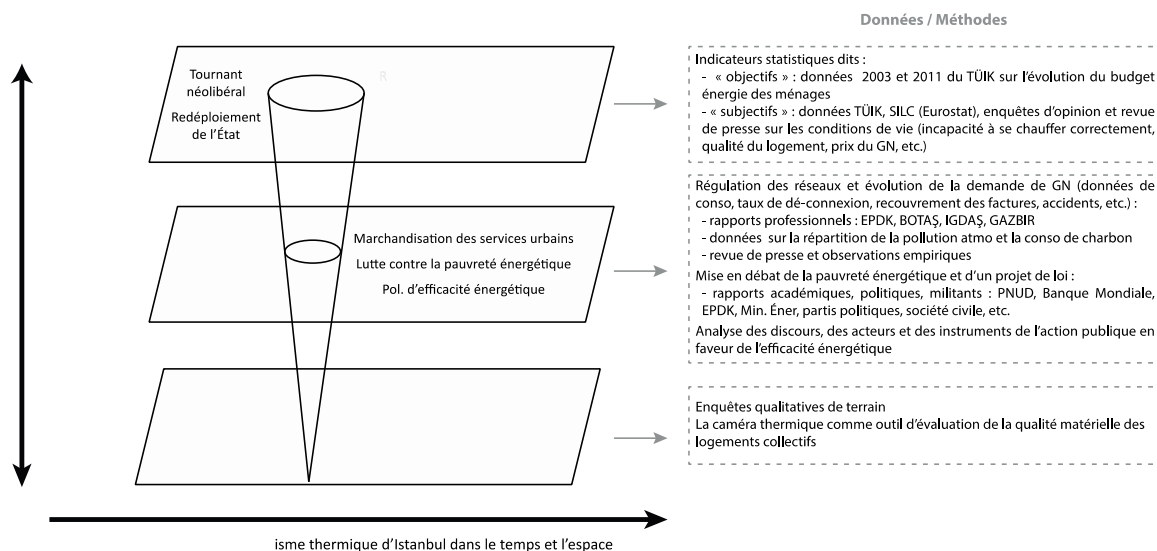 Données / Méthodes
Tournant
néolibéral
Redéploiement
de l'État
R
Indicateurs statistiques dits :
- « objectifs » : données 2003 et 2011 du TÜIK sur l'évolution du budget
énergie des ménages
- « subjectifs » : données TÜIK, SILC (Eurostat), enquêtes d'opinion et revue
de presse sur les conditions de vie (incapacité à se chauffer correctement,
qualité du logement, prix du GN, etc.)
Marchandisation des services urbains
Lutte contre la pauvreté énergétique
Pol. d'efficacité énergétique
Régulation des réseaux et évolution de la demande de GN (données de
conso, taux de dé-connexion, recouvrement des factures, accidents, etc.) :
- rapports professionnels : EPDK, BOTAŞ, IGDAŞ, GAZBIR
- données sur la répartition de la pollution atmo et la conso de charbon
- revue de presse et observations empiriques
Mise en débat de la pauvreté énergétique et d'un projet de loi :
- rapports académiques, politiques, militants : PNUD, Banque Mondiale,
EPDK, Min. Éner, partis politiques, société civile, etc.
Analyse des discours, des acteurs et des instruments de l'action publique en
faveur de l'efficacité énergétique
Enquêtes qualitatives de terrain
La caméra thermique comme outil d'évaluation de la qualité matérielle des
logements collectifs
isme thermique d'Istanbul dans le temps et l'espace